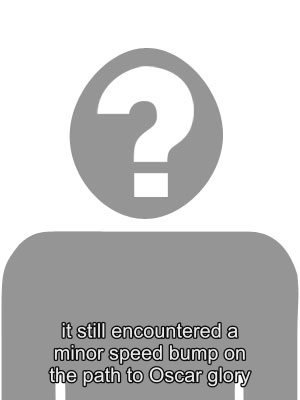 ?
it still encountered a
minor speed bump on
the path to Oscar glory